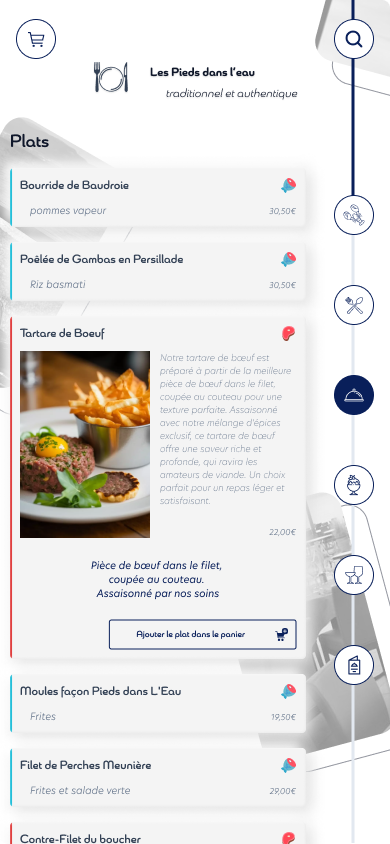 Les Pieds dans l'eau
traditionnel et authentique
Plats
Bourride de Baudroie
pommes vapeur
30,50€
Poêlée de Gambas en Persillade
Riz basmati
30,50€
Tartare de Boeuf
Notre tartare de bœuf est
préparé à partir de la meilleure
pièce de bœuf dans le filet,
coupée au couteau pour une
texture parfaite. Assaisonné
avec notre mélange d'épices
exclusif, ce tartare de bœuf
offre une saveur riche et
profonde, qui ravira les
amateurs de viande. Un choix
parfait pour un repas léger et
satisfaisant.
22,00€
Pièce de bœuf dans le filet,
coupée au couteau.
Assaisonné par nos soins
Ajouter le plat dans le panier
Moules façon Pieds dans L'Eau
Frites
19,50€
Filet de Perches Meunière
Frites et salade verte
29,00€
Contre-Filet du boucher